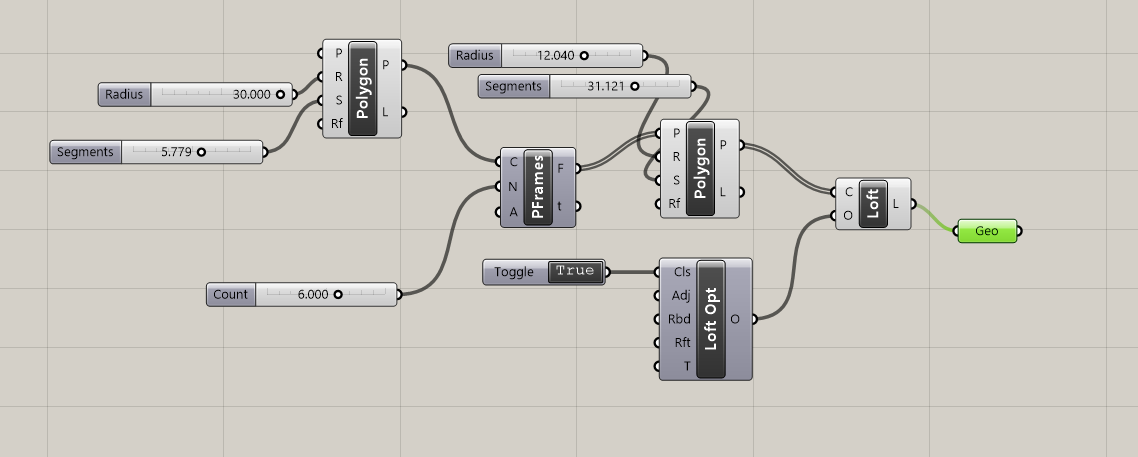 Radius 30.000
Segments 5.779
P
R
S
Rf
Polygon
P
L
Radius 12.040
Segments 31.121
Count 6.000
C
N
A
PFrames
F
t
P
R
S
Rf
Polygon
P
L
Toggle True
Cls
Adj
Rbd
Rft
T
Loft Opt
O
C
O
Loft
L
Geo